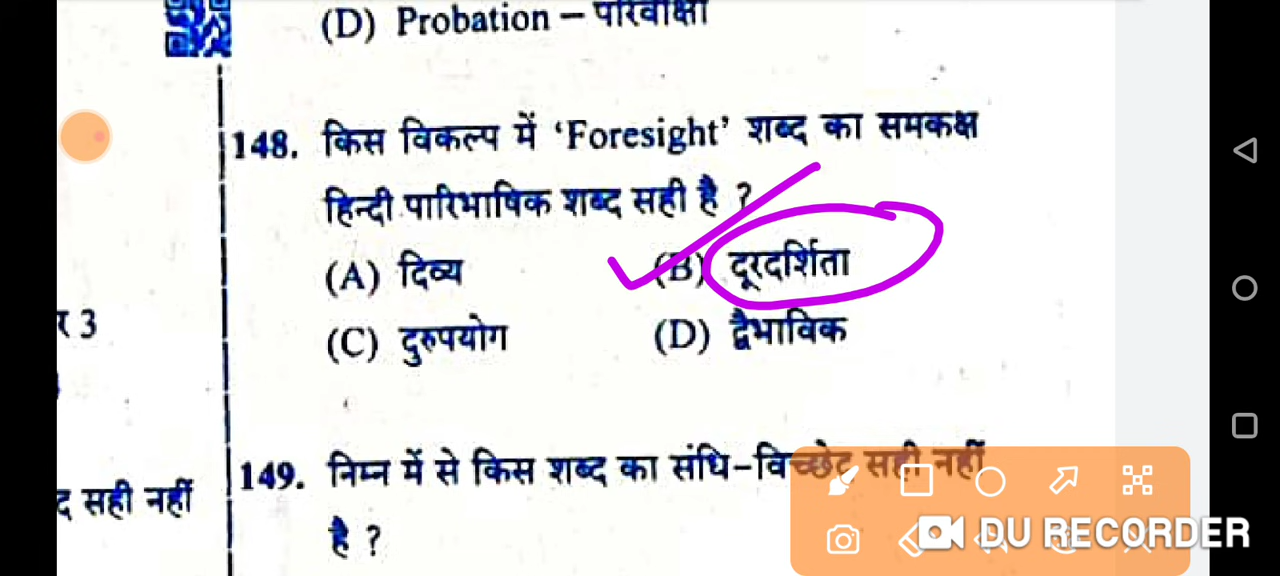 (D) Probation – परिवीक्षा
148. किस विकल्प में ‘Foresight’ शब्द का समकक्ष
हिन्दी पारिभाषिक शब्द सही है ?
(A) दिव्य (B) दूरदर्शिता
(C) दुरुपयोग (D) द्वैभाविक
र 3
149. निम्न में से किस शब्द का संधि-विच्छेद सही नहीं
है ?
द सही नहीं
DU RECORDER